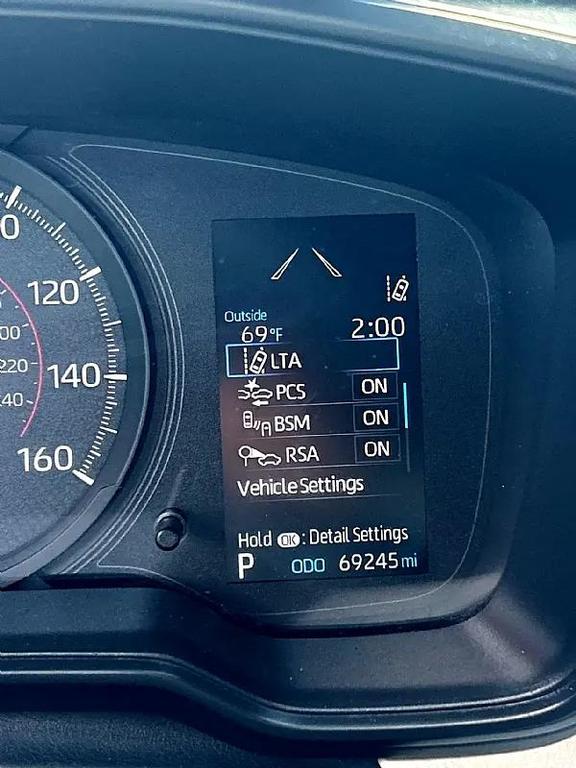 120
140
160
Outside
69°F 2:00
LTA
PCS ON
BSM ON
RSA ON
Vehicle Settings
Hold OK : Detail Settings
P ODO 69245 mi